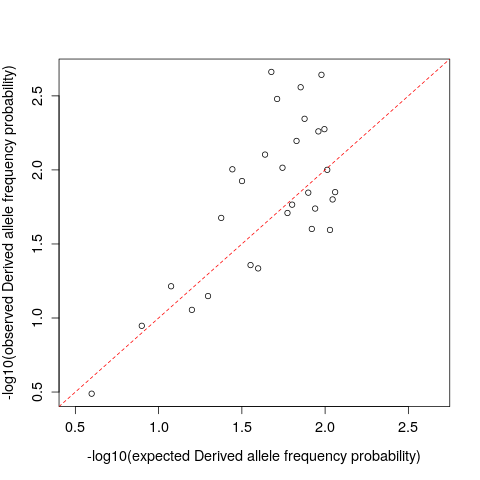 -log10(observed Derived allele frequency probability)
2.5
2.0
1.5
1.0
0.5
0.5 1.0 1.5 2.0 2.5
-log10(expected Derived allele frequency probability)